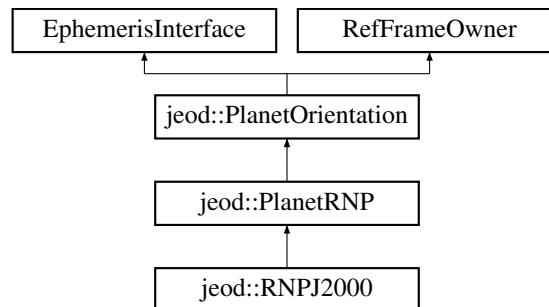 EphemerisInterface
RefFrameOwner
jeod::PlanetOrientation
jeod::PlanetRNP
jeod::RNPJ2000